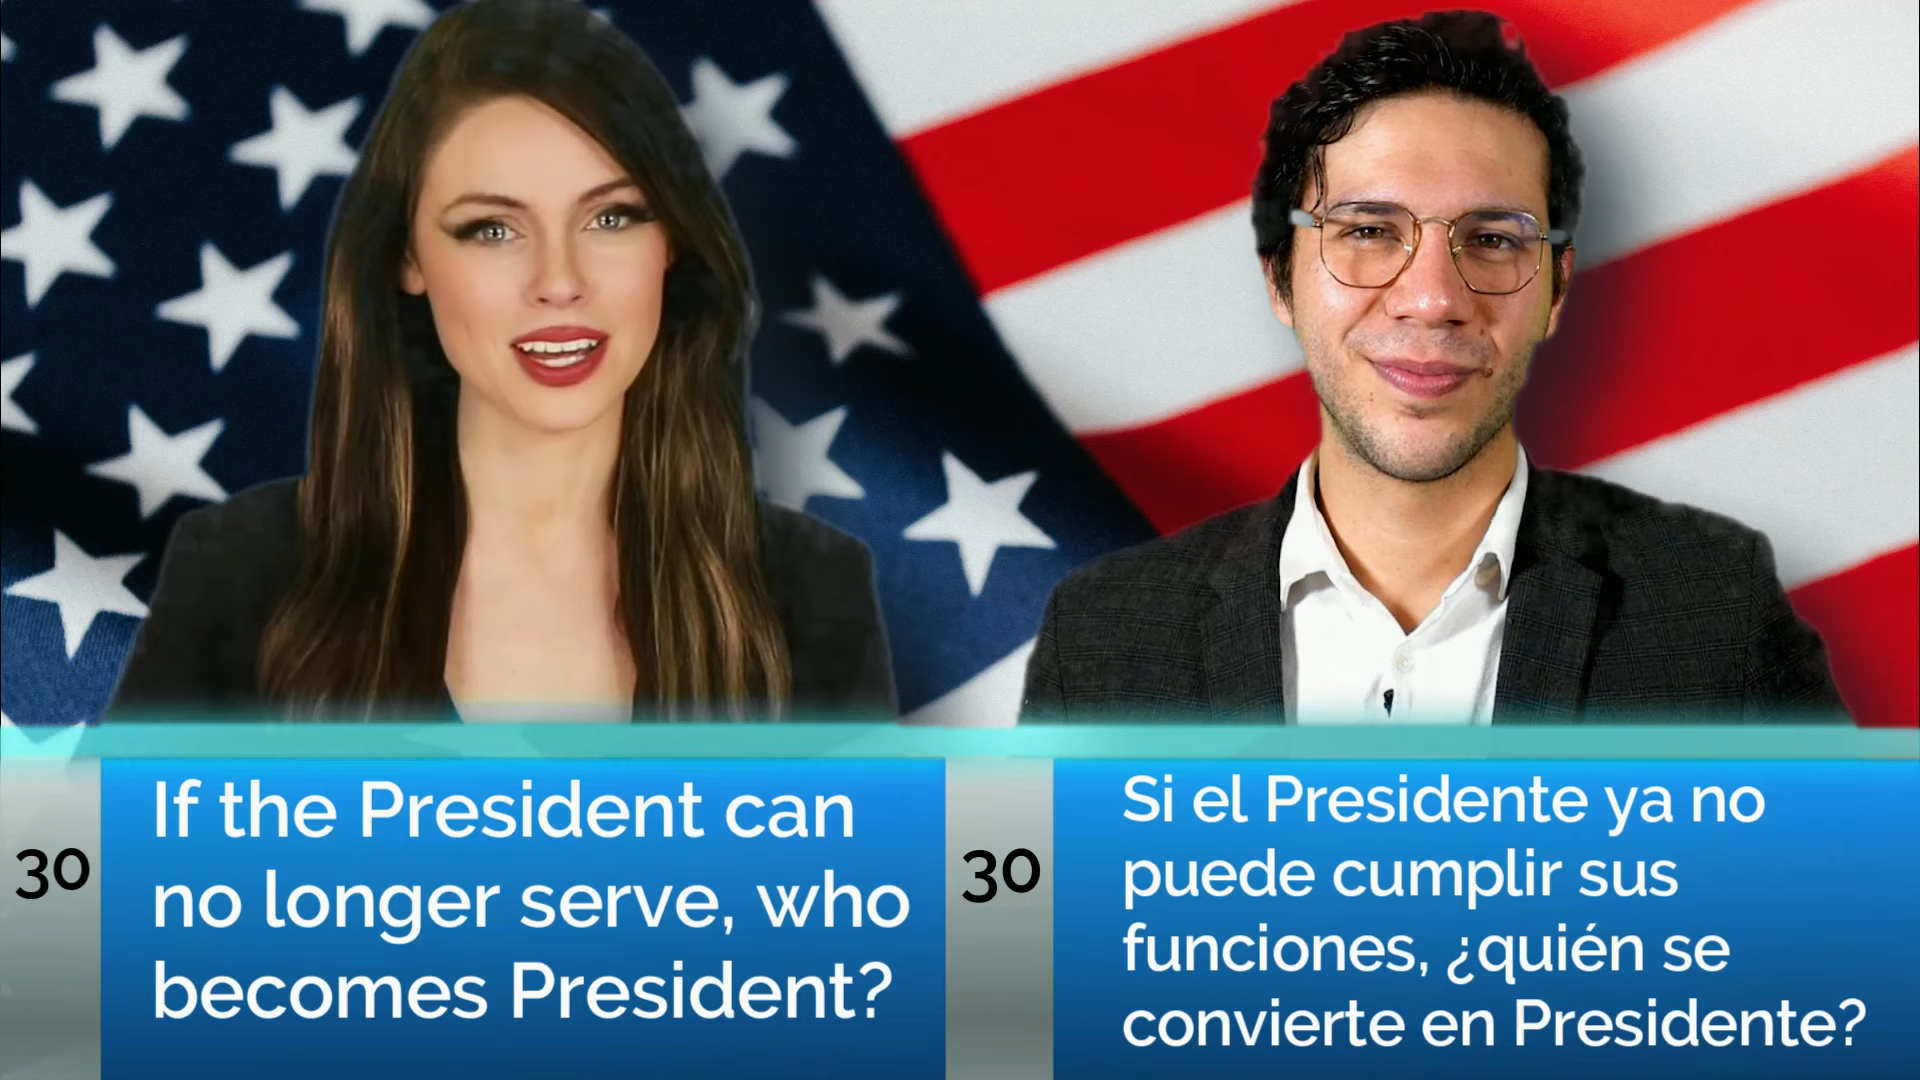 30
If the President can
no longer serve, who
becomes President?
30
Si el Presidente ya no
puede cumplir sus
funciones, ¿quién se
convierte en Presidente?